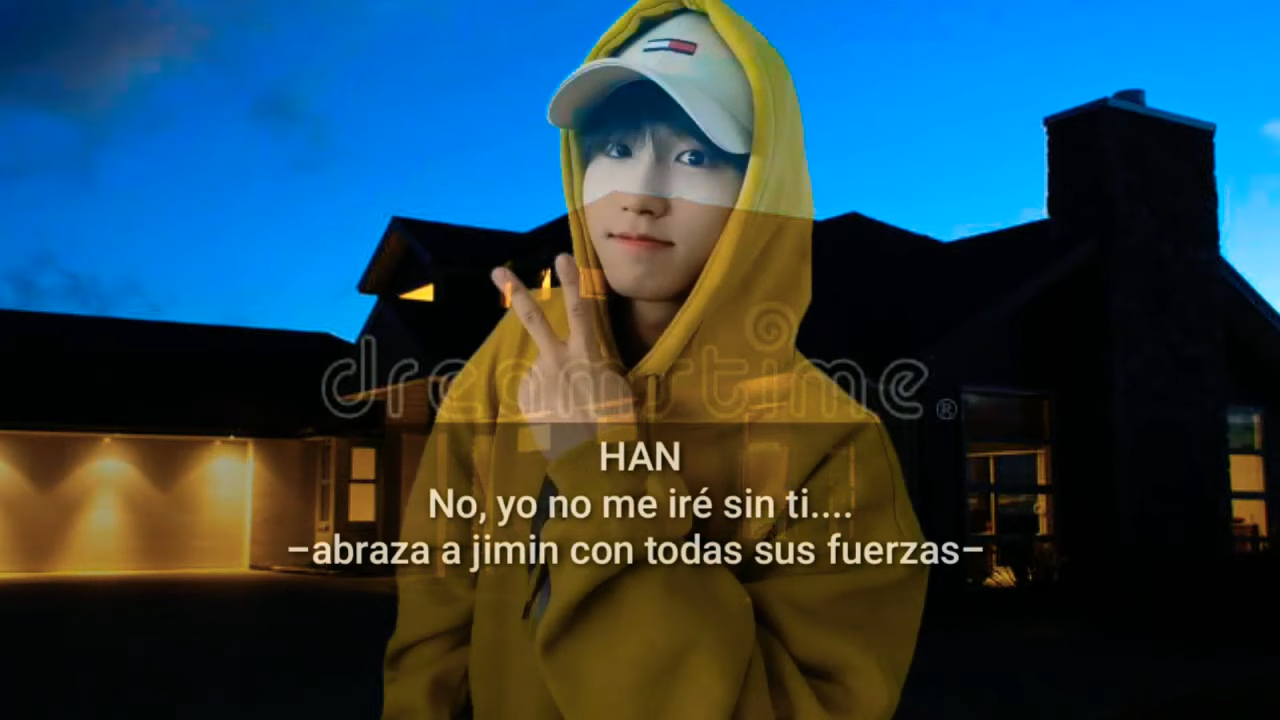 dreamstime®
HAN
No, yo no me iré sin ti....
–abraza a jimin con todas sus fuerzas–